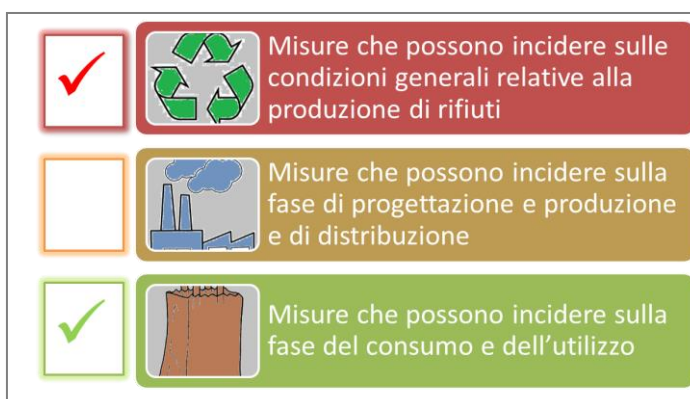 Misure che possono incidere sulle
condizioni generali relative alla
produzione di rifiuti
Misure che possono incidere sulla
fase di progettazione e produzione
e di distribuzione
Misure che possono incidere sulla
fase del consumo e dell’utilizzo